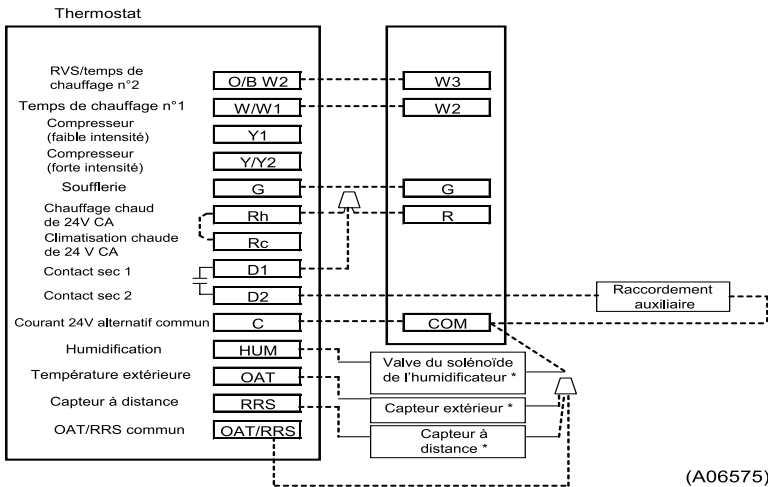 Thermostat
RVS/temps de
chauffage n°2
O/B W2
W3
Temps de chauffage n°1
W/W1
W2
Compresseur
(faible intensité)
Y1
Compresseur
(forte intensité)
Y/Y2
Soufflerie
G
G
Chauffage chaud
de 24V CA
Rh
R
Climatisation chaude
de 24 V CA
Rc
Contact sec 1
D1
Contact sec 2
D2
Raccordement
auxiliaire
Courant 24V alternatif commun
C
COM
Humidification
HUM
Valve du solénoïde
de l'humidificateur *
Température extérieure
OAT
Capteur extérieur *
Capteur à distance
RRS
Capteur à
distance *
OAT/RRS commun
OAT/RRS
(A06575)